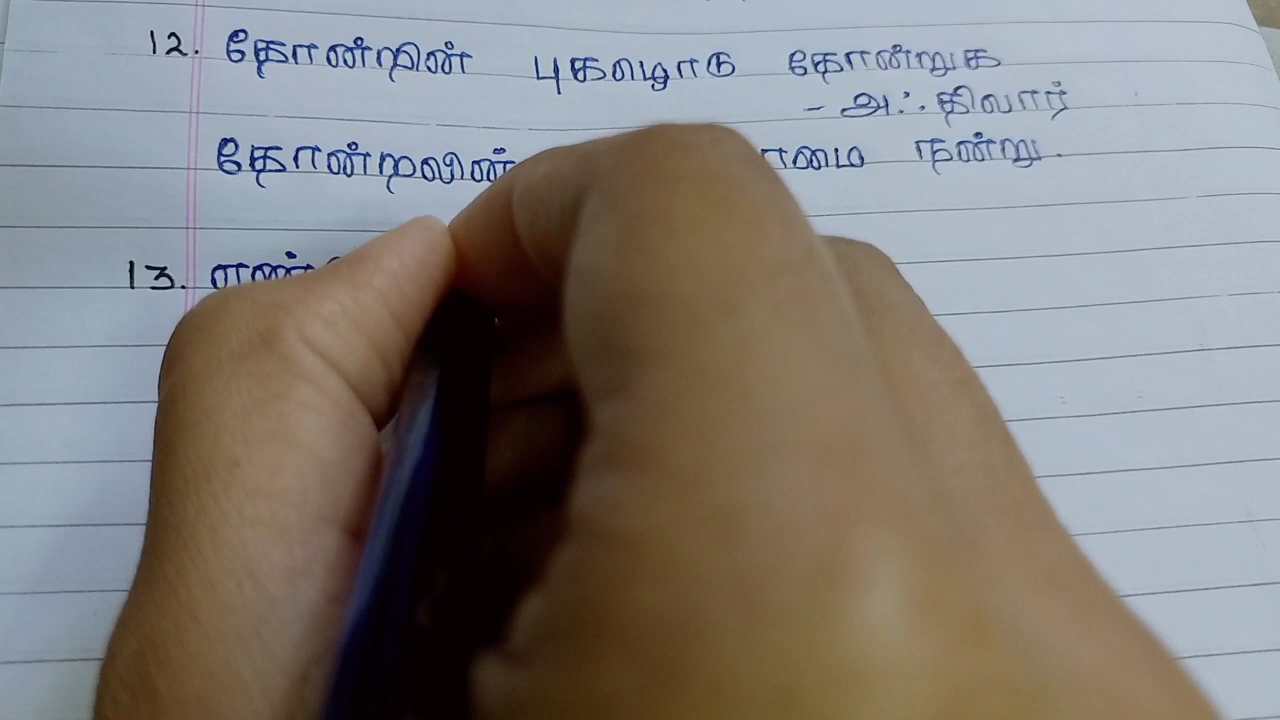 12. தோன்றின் புகழொடு தோன்றுக
- அஃதிலார்
தோன்றலின் நன்று.
13.